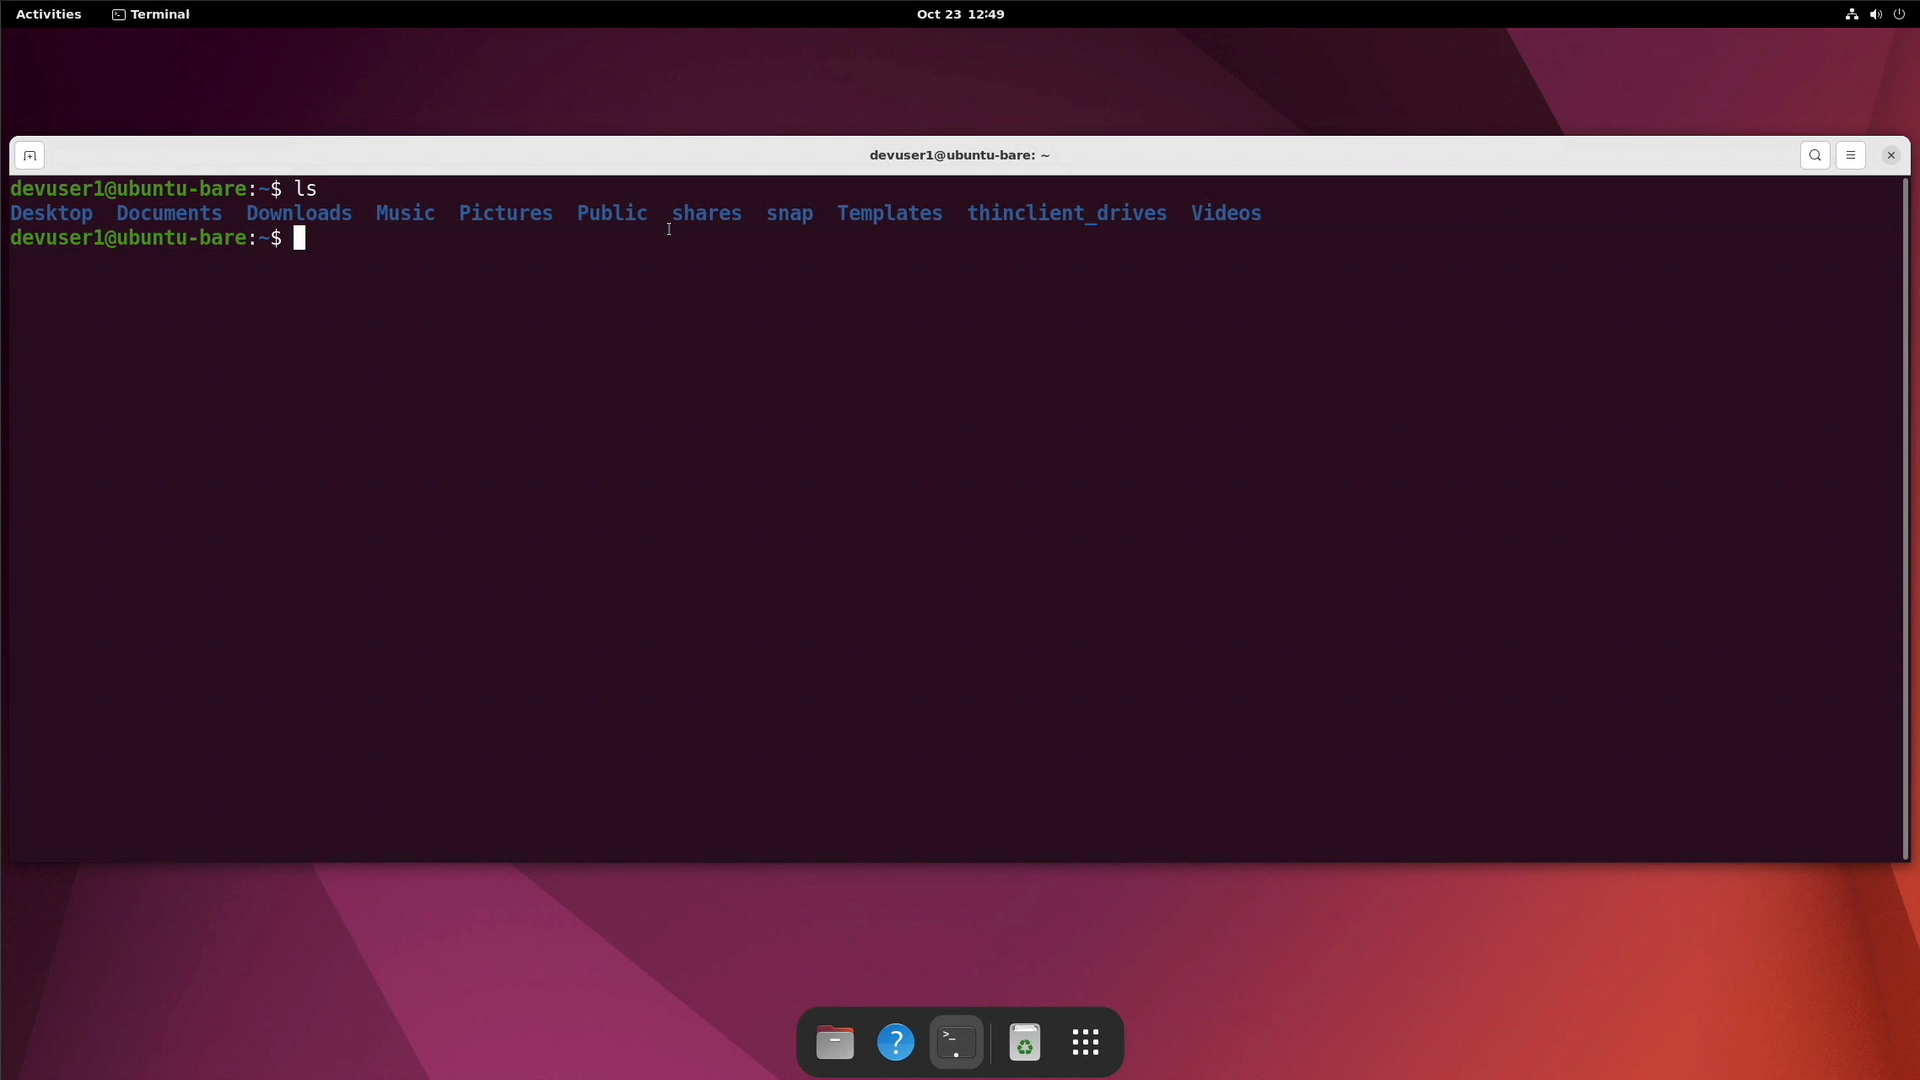 Activities Terminal Oct 23 12:49
devuser1@ubuntu-bare: ~
devuser1@ubuntu-bare:~$ ls
Desktop Documents Downloads Music Pictures Public shares snap Templates thinclient_drives Videos
devuser1@ubuntu-bare:~$